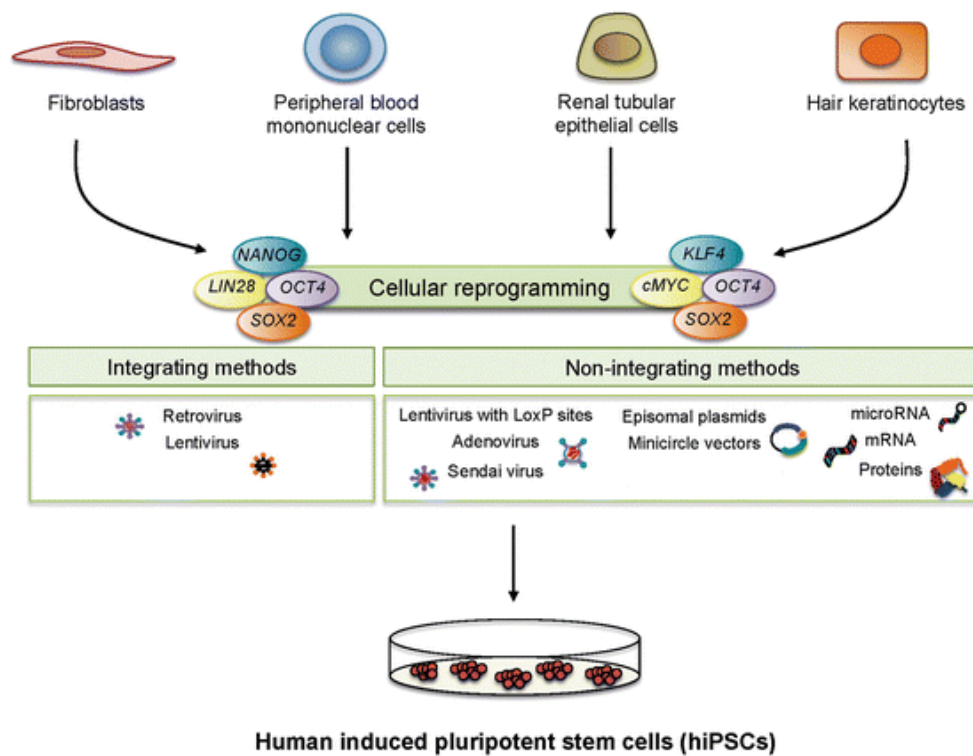 Fibroblasts
Peripheral blood
mononuclear cells
Renal tubular
epithelial cells
Hair keratinocytes
NANOG
LIN28
OCT4
SOX2
Cellular reprogramming
KLF4
cMYC
OCT4
SOX2
Integrating methods
Non-integrating methods
Retrovirus
Lentivirus
Lentivirus with LoxP sites
Adenovirus
Sendai virus
Episomal plasmids
Minicircle vectors
microRNA
mRNA
Proteins
Human induced pluripotent stem cells (hiPSCs)